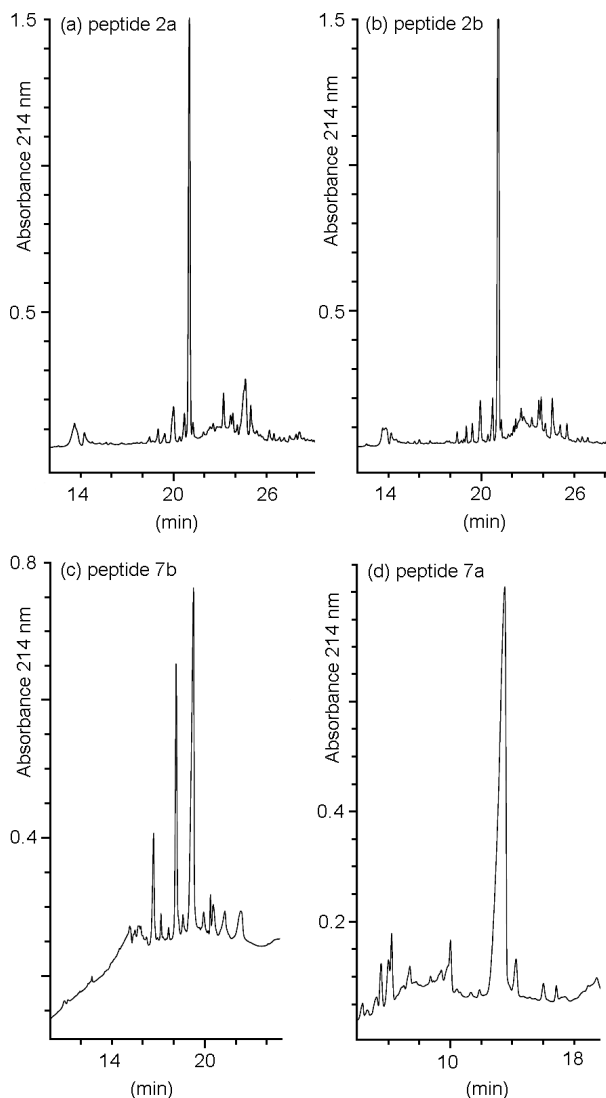 (a) peptide 2a
1.5
Absorbance 214 nm
0.5
14
20
26
(min)
(b) peptide 2b
1.5
Absorbance 214 nm
0.5
14
20
26
(min)
(c) peptide 7b
0.8
Absorbance 214 nm
0.4
14
20
(min)
(d) peptide 7a
Absorbance 214 nm
0.4
0.2
10
18
(min)